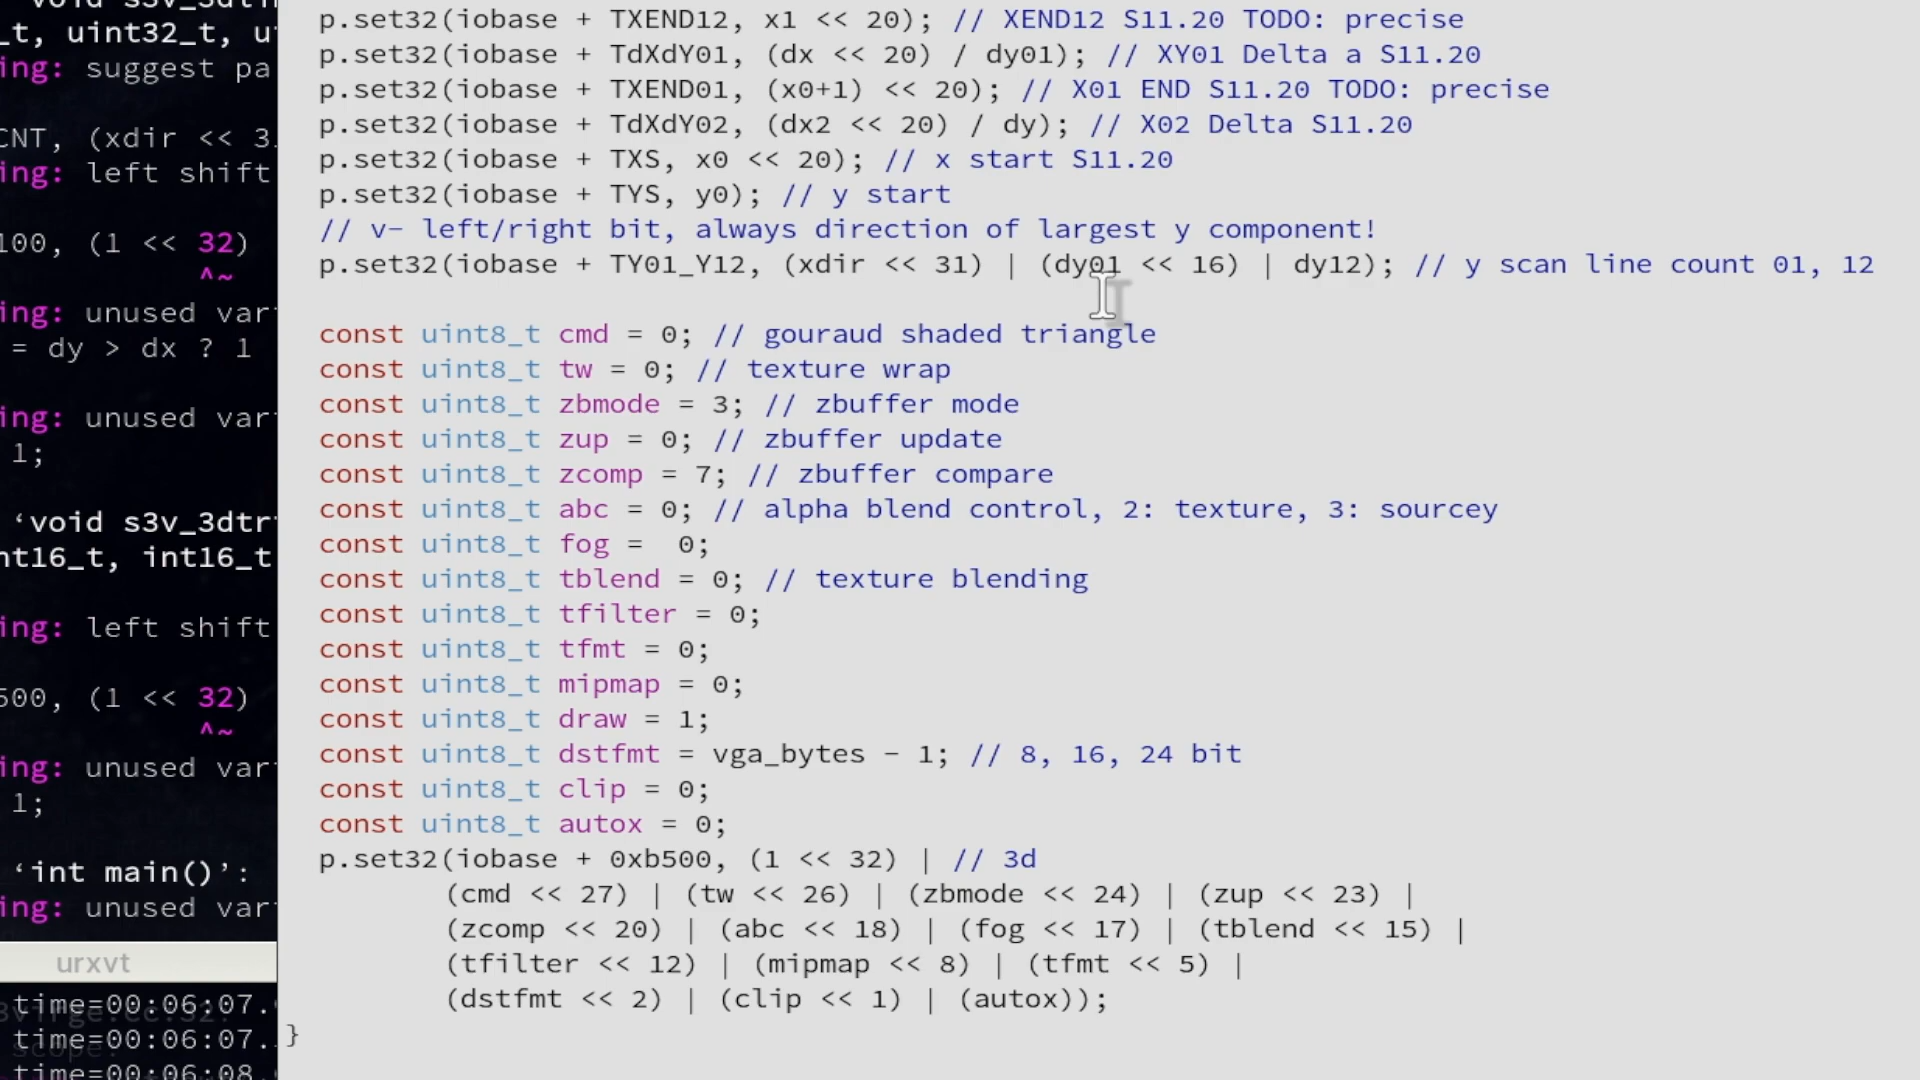 void s3v_3dtri
_t, uint32_t, u
ing: suggest pa
CNT, (xdir << 3
ing: left shift
100, (1 << 32)
^~
ing: unused var
= dy > dx ? 1
ing: unused var
1;
‘void s3v_3dtr
nt16_t, int16_t
ing: left shift
500, (1 << 32)
^~
ing: unused var
1;
‘int main()’:
ing: unused var
urxvt
time=00:06:07.
time=00:06:07.
time=00:06:08.
p.set32(iobase + TXEND12, x1 << 20); // XEND12 S11.20 TODO: precise
p.set32(iobase + TdXdY01, (dx << 20) / dy01); // XY01 Delta a S11.20
p.set32(iobase + TXEND01, (x0+1) << 20); // X01 END S11.20 TODO: precise
p.set32(iobase + TdXdY02, (dx2 << 20) / dy); // X02 Delta S11.20
p.set32(iobase + TXS, x0 << 20); // x start S11.20
p.set32(iobase + TYS, y0); // y start
// v- left/right bit, always direction of largest y component!
p.set32(iobase + TY01_Y12, (xdir << 31) | (dy01 << 16) | dy12); // y scan line count 01, 12
const uint8_t cmd = 0; // gouraud shaded triangle
const uint8_t tw = 0; // texture wrap
const uint8_t zbmode = 3; // zbuffer mode
const uint8_t zup = 0; // zbuffer update
const uint8_t zcomp = 7; // zbuffer compare
const uint8_t abc = 0; // alpha blend control, 2: texture, 3: sourcey
const uint8_t fog =  0;
const uint8_t tblend = 0; // texture blending
const uint8_t tfilter = 0;
const uint8_t tfmt = 0;
const uint8_t mipmap = 0;
const uint8_t draw = 1;
const uint8_t dstfmt = vga_bytes - 1; // 8, 16, 24 bit
const uint8_t clip = 0;
const uint8_t autox = 0;
p.set32(iobase + 0xb500, (1 << 32) | // 3d
(cmd << 27) | (tw << 26) | (zbmode << 24) | (zup << 23) |
(zcomp << 20) | (abc << 18) | (fog << 17) | (tblend << 15) |
(tfilter << 12) | (mipmap << 8) | (tfmt << 5) |
(dstfmt << 2) | (clip << 1) | (autox));
}